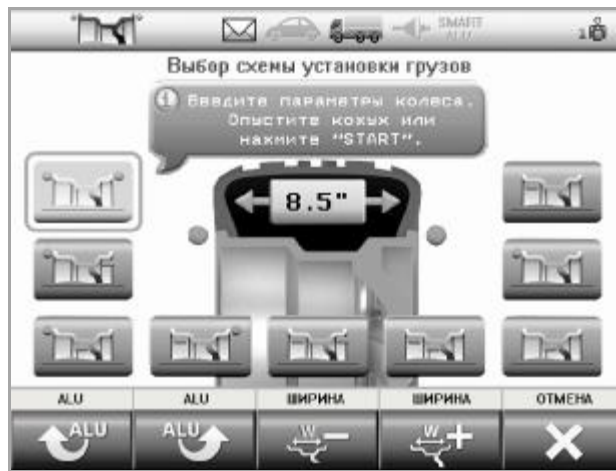 SMART
ALU
1
Выбор схемы установки грузов
Введите параметры колеса.
Опустите кожух или
нажмите "START".
8.5"
ALU ALU ШИРИНА ШИРИНА ОТМЕНА
ALU ALU W W